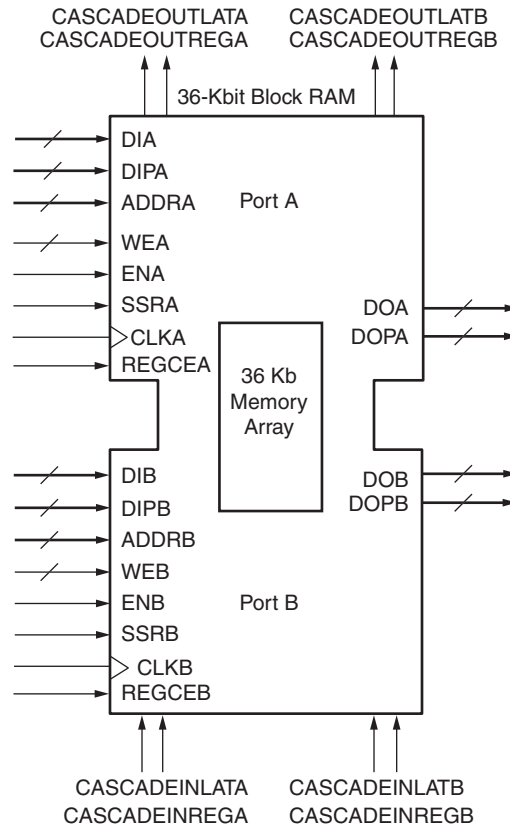 CASCADEOUTLATA CASCADEOUTLATB
CASCADEOUTREGA CASCADEOUTREGB
36-Kbit Block RAM
DIA
DIPA
ADDRA
Port A
WEA
ENA
SSRA
DOA
CLKA
DOPA
REGCEA
36 Kb
Memory
Array
DIB
DOB
DIPB
DOPB
ADDRB
WEB
ENB
Port B
SSRB
CLKB
REGCEB
CASCADEINLATA CASCADEINLATB
CASCADEINREGA CASCADEINREGB